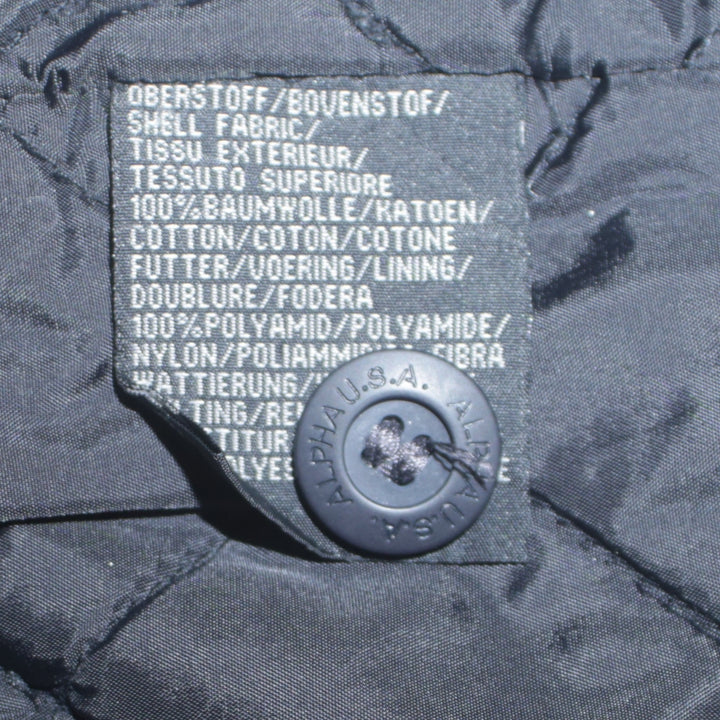 OBERSTOFF/BOVENSTOF/
SHELL FABRIC/
TISSU EXTERIEUR/
TESSUTO SUPERIORE
100%BAUMWOLLE/KATOEN/
COTTON/COTON/COTONE
FUTTER/VOERING/LINING/
DOUBLURE/FODERA
100%POLYAMID/POLYAMIDE/
NYLON/POLIAMMI FIBRA
WATTIERUNG/
ALPHA U.S.A. ALPHA U.S.A.